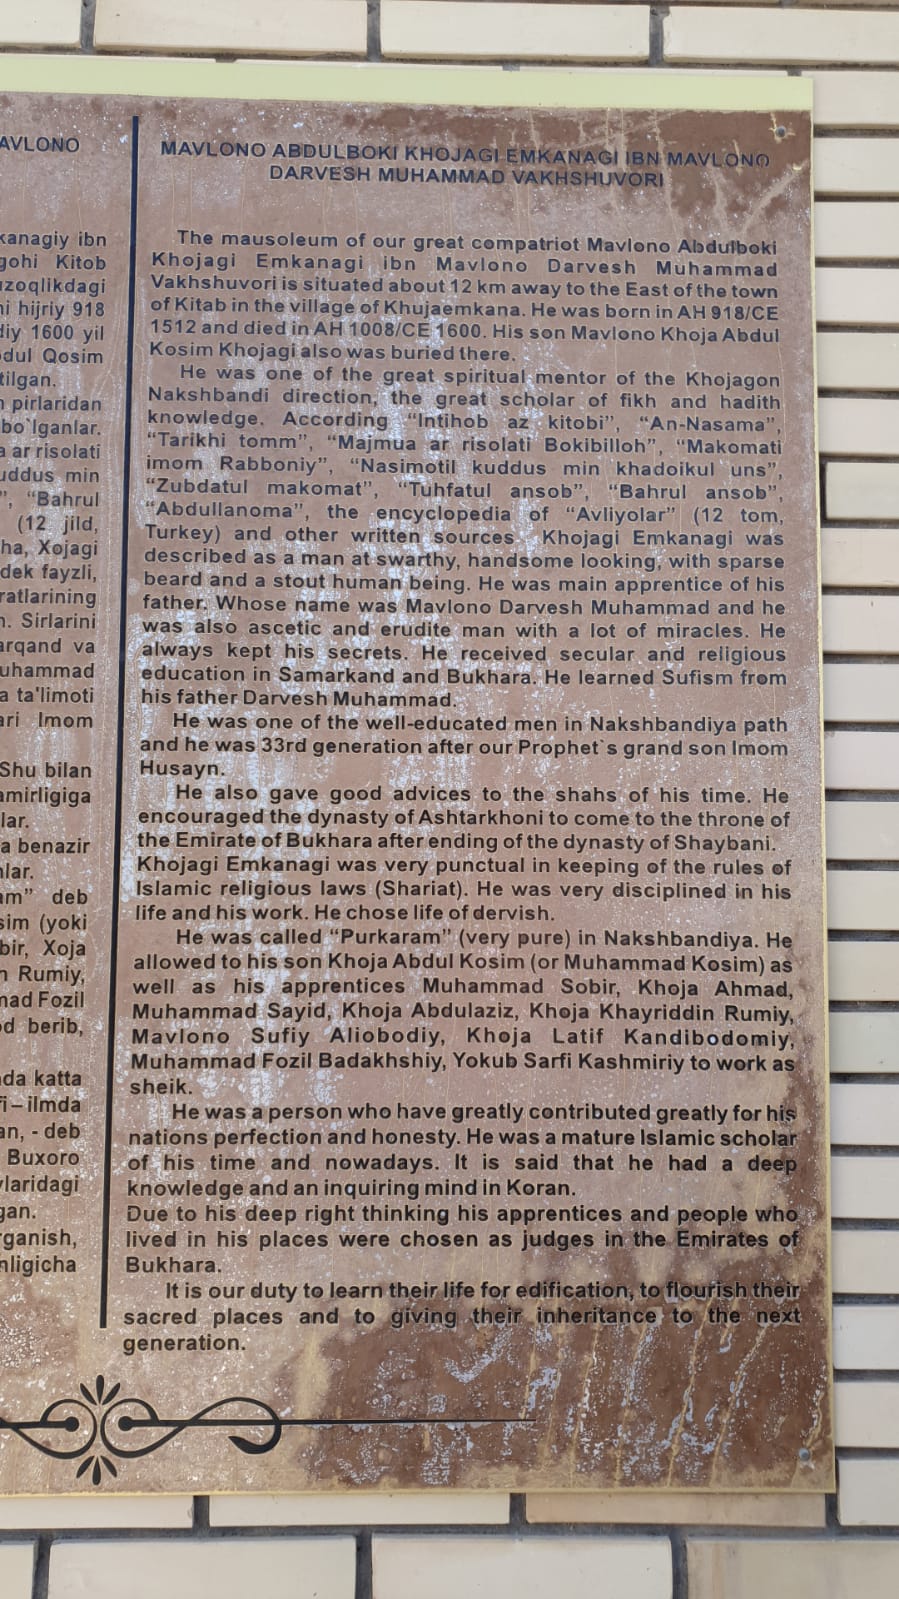 AVLONO
kanagiy ibn
gohi Kitob
uzoqlikdagi
ni hijriy 918
diy 1600 yil
odul Qosim
tilgan.
n pirlaridan
bo`lganlar.
a ar risolati
uddus min
”, “Bahrul
(12 jild,
ha, Xojagi
dek fayzli,
ratlarining
n. Sirlarini
arqand va
uhammad
a ta'limoti
ari Imom
Shu bilan
amirligiga
lar.
a benazir
nlar.
am” deb
sim (yoki
bir, Xoja
n Rumiy,
mad Fozil
od berib,
da katta
fi–ilmda
an, - deb
Buxoro
ylaridagi
gan.
rganish,
nligicha
MAVLONO ABDULBOKI KHOJAGI EMKANAGI IBN MAVLONO
DARVESH MUHAMMAD VAKHSHUVORI
The mausoleum of our great compatriot Mavlono Abdulboki
Khojagi Emkanagi ibn Mavlono Darvesh Muhammad
Vakhshuvori is situated about 12 km away to the East of the town
of Kitab in the village of Khujaemkana. He was born in AH 918/CE
1512 and died in AH 1008/CE 1600. His son Mavlono Khoja Abdul
Kosim Khojagi also was buried there.
He was one of the great spiritual mentor of the Khojagon
Nakshbandi direction, the great scholar of fikh and hadith
knowledge. According “Intihob az kitobi”, “An-Nasama”,
“Tarikhi tomm”, “Majmua ar risolati Bokibilloh”, “Makomati
imom Rabboniy”, “Nasimotil kuddus min khadoikul uns”,
“Zubdatul makomat”, “Tuhfatul ansob”, “Bahrul ansob”,
“Abdullanoma”, the encyclopedia of “Avliyolar” (12 tom,
Turkey) and other written sources. Khojagi Emkanagi was
described as a man at swarthy, handsome looking, with sparse
beard and a stout human being. He was main apprentice of his
father. Whose name was Mavlono Darvesh Muhammad and he
was also ascetic and erudite man with a lot of miracles. He
always kept his secrets. He received secular and religious
education in Samarkand and Bukhara. He learned Sufism from
his father Darvesh Muhammad.
He was one of the well-educated men in Nakshbandiya path
and he was 33rd generation after our Prophet`s grand son Imom
Husayn.
He also gave good advices to the shahs of his time. He
encouraged the dynasty of Ashtarkhoni to come to the throne of
the Emirate of Bukhara after ending of the dynasty of Shaybani.
Khojagi Emkanagi was very punctual in keeping of the rules of
Islamic religious laws (Shariat). He was very disciplined in his
life and his work. He chose life of dervish.
He was called “Purkaram” (very pure) in Nakshbandiya. He
allowed to his son Khoja Abdul Kosim (or Muhammad Kosim) as
well as his apprentices Muhammad Sobir, Khoja Ahmad,
Muhammad Sayid, Khoja Abdulaziz, Khoja Khayriddin Rumiy,
Mavlono Sufiy Aliobodiy, Khoja Latif Kandibodomiy,
Muhammad Fozil Badakhshiy, Yokub Sarfi Kashmiriy to work as
sheik.
He was a person who have greatly contributed greatly for his
nations perfection and honesty. He was a mature Islamic scholar
of his time and nowadays. It is said that he had a deep
knowledge and an inquiring mind in Koran.
Due to his deep right thinking his apprentices and people who
lived in his places were chosen as judges in the Emirates of
Bukhara.
It is our duty to learn their life for edification, to flourish their
sacred places and to giving their inheritance to the next
generation.